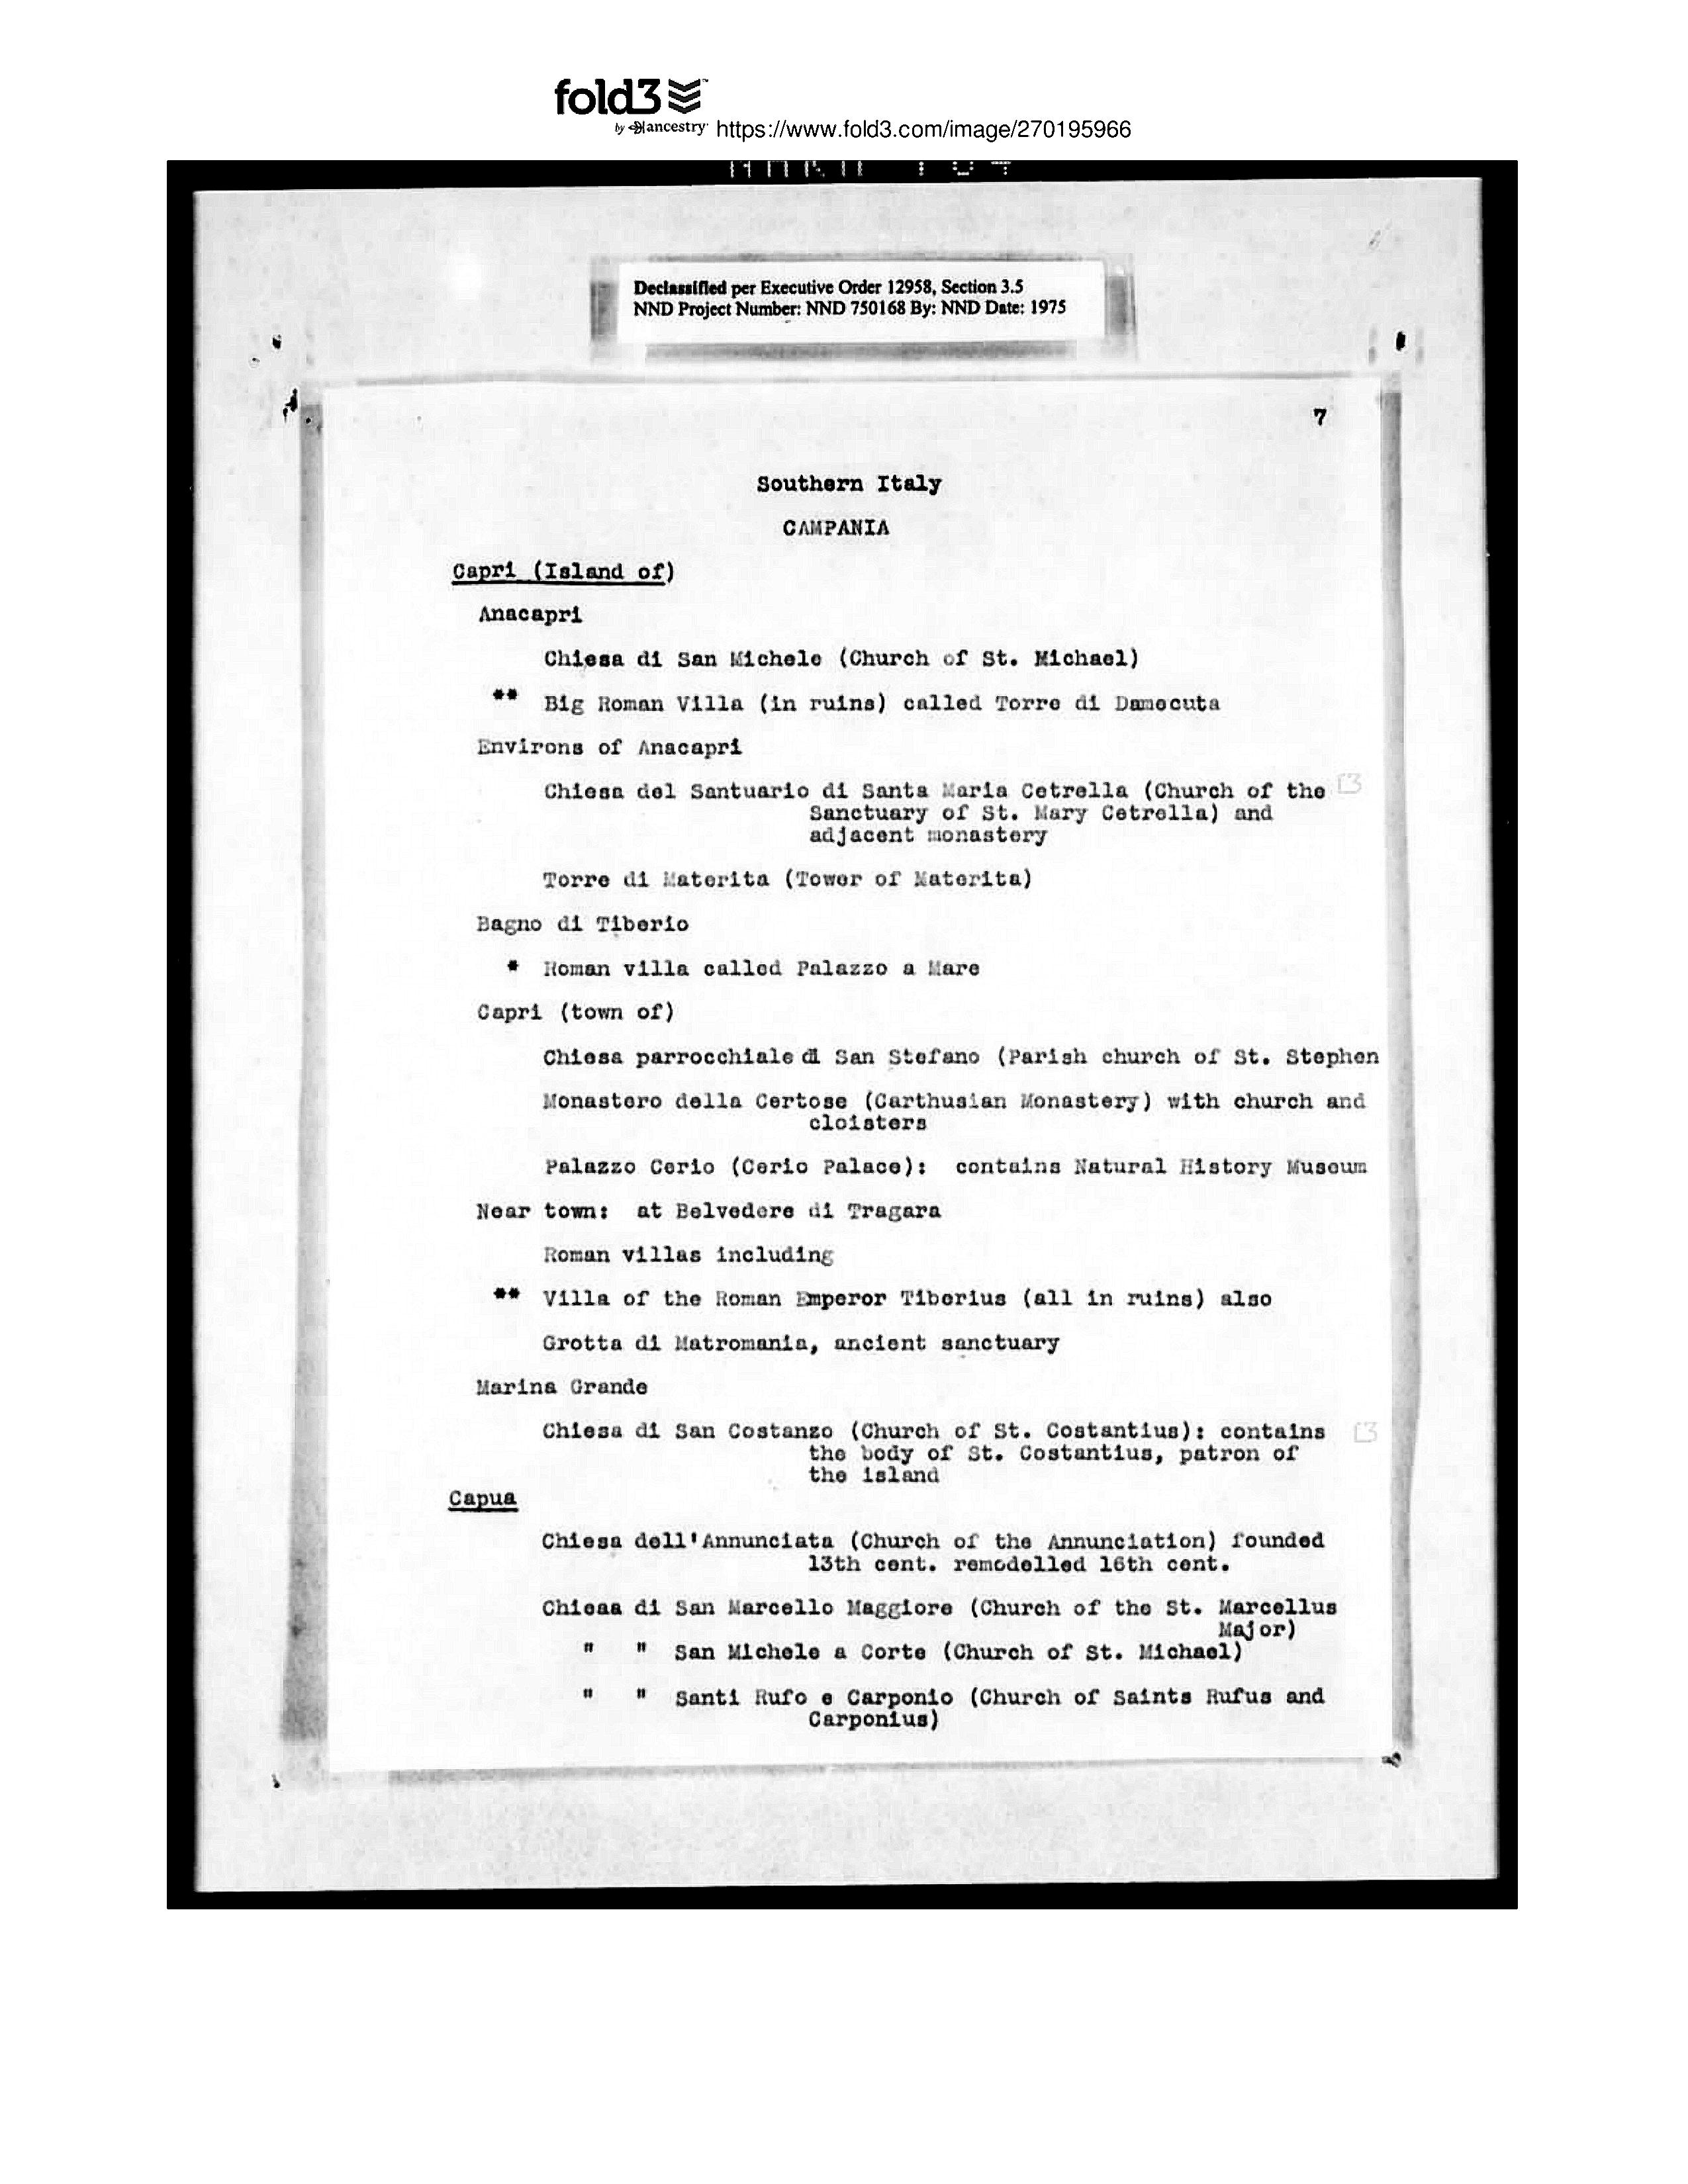 fold3
by ancestry https://www.fold3.com/image/270195966
Declassified per Executive Order 12958, Section 3.5
NND Project Number: NND 750168 By: NND Date: 1975
7
Southern Italy
CAMPANIA
Capri (Island of)
Anacapri
Chiesa di San Michele (Church of St. Michael)
** Big Roman Villa (in ruins) called Torre di Damecuta
Environs of Anacapri
Chiesa del Santuario di Santa Maria Cetrella (Church of the
Sanctuary of St. Mary Cetrella) and
adjacent monastery
Torre di Materita (Tower of Materita)
Bagno di Tiberio
* Roman villa called Palazzo a Mare
Capri (town of)
Chiesa parrocchiale di San Stefano (Parish church of St. Stephen
Monastero della Certose (Carthusian Monastery) with church and
cloisters
Palazzo Cerio (Cerio Palace): contains Natural History Museum
Near town: at Belvedere di Tragara
Roman villas including
** Villa of the Roman Emperor Tiberius (all in ruins) also
Grotta di Matromania, ancient sanctuary
Marina Grande
Chiesa di San Costanzo (Church of St. Costantius): contains
the body of St. Costantius, patron of
the island
Capua
Chiesa dell'Annunciata (Church of the Annunciation) founded
13th cent. remodelled 16th cent.
Chiesa di San Marcello Maggiore (Church of the St. Marcellus
Major)
" " San Michele a Corte (Church of St. Michael)
" " Santi Rufo e Carponio (Church of Saints Rufus and
Carponius)